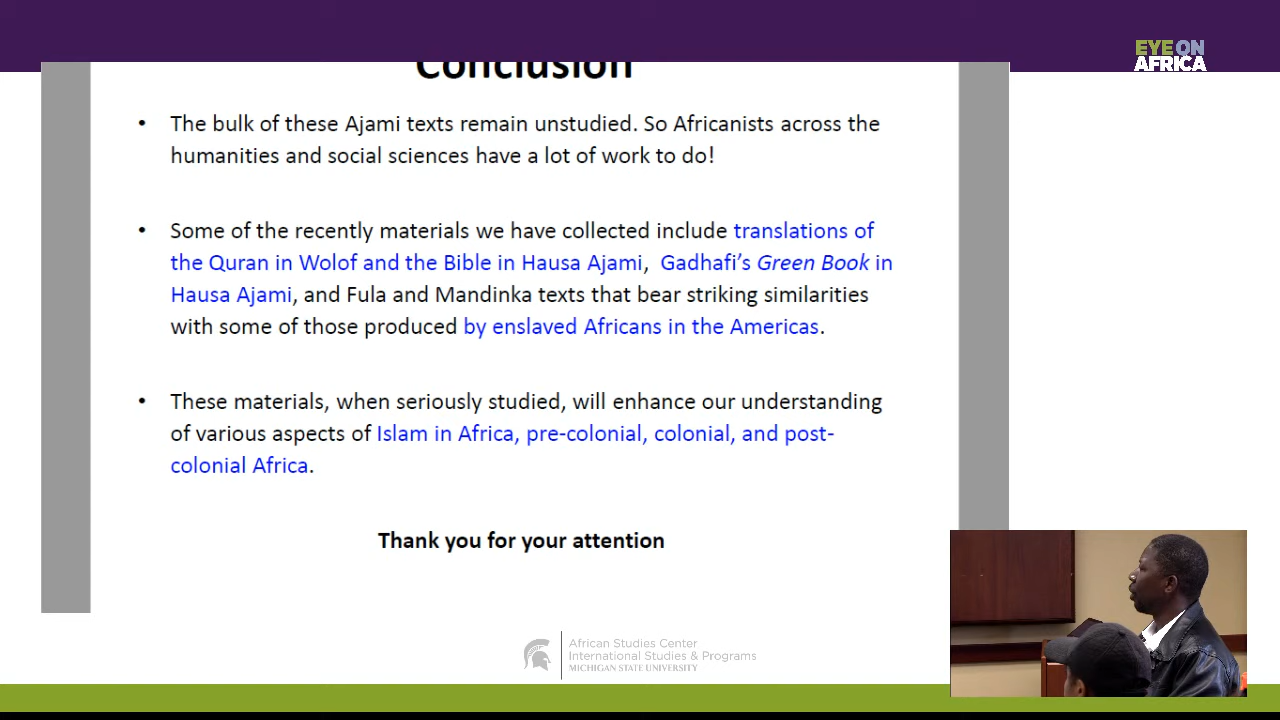 EYE ON
AFRICA
Conclusion
• The bulk of these Ajami texts remain unstudied. So Africanists across the
humanities and social sciences have a lot of work to do!
• Some of the recently materials we have collected include translations of
the Quran in Wolof and the Bible in Hausa Ajami, Gadhafi's Green Book in
Hausa Ajami, and Fula and Mandinka texts that bear striking similarities
with some of those produced by enslaved Africans in the Americas.
• These materials, when seriously studied, will enhance our understanding
of various aspects of Islam in Africa, pre-colonial, colonial, and post-
colonial Africa.
Thank you for your attention
African Studies Center
International Studies & Programs
MICHIGAN STATE UNIVERSITY